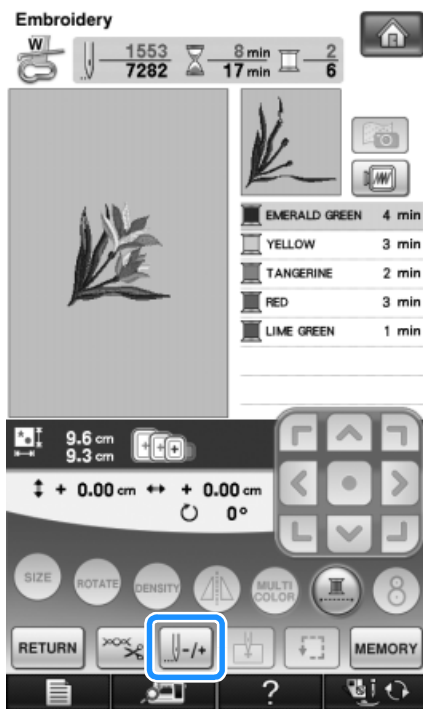 Embroidery
W
1553 8 min 2
7282 17 min 6
EMERALD GREEN 4 min
YELLOW 3 min
TANGERINE 2 min
RED 3 min
LIME GREEN 1 min
9.6 cm
9.3 cm
+ 0.00 cm + 0.00 cm
0°
SIZE
ROTATE
DENSITY
MULTI
COLOR
8
RETURN
-/+
MEMORY
?